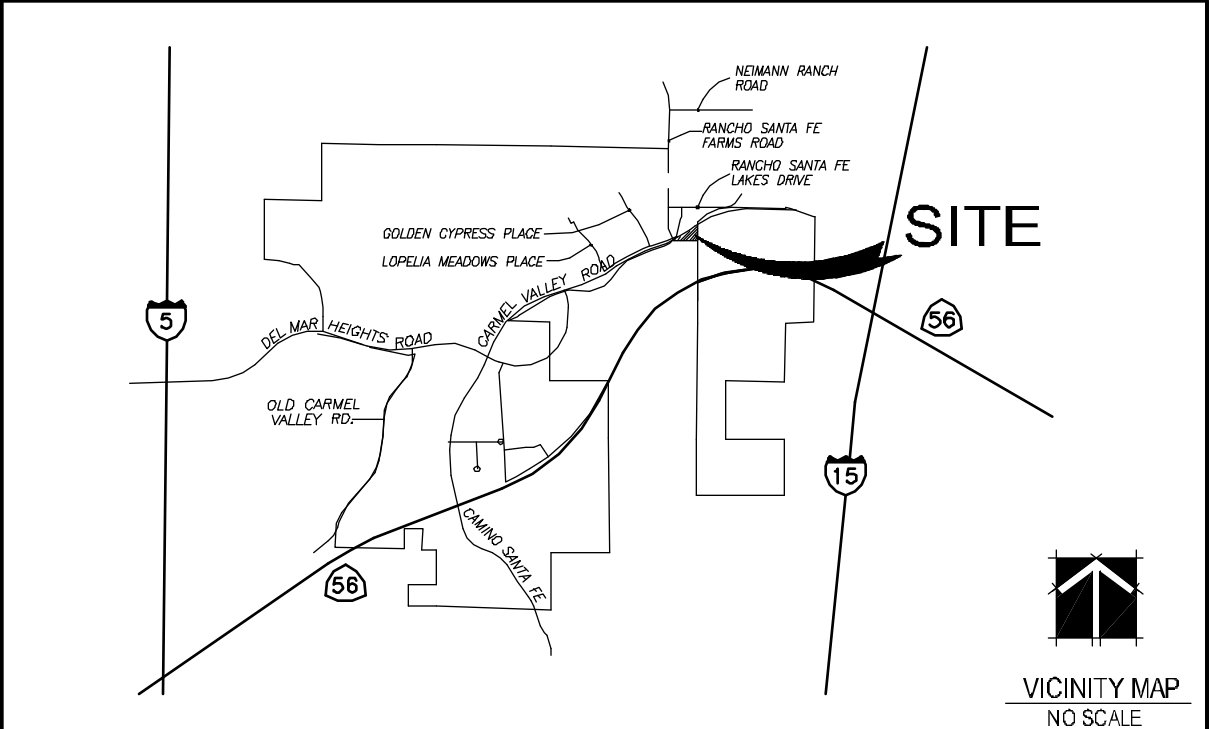 NEIMANN RANCH
ROAD
RANCHO SANTA FE
FARMS ROAD
RANCHO SANTA FE
LAKES DRIVE
SITE
GOLDEN CYPRESS PLACE
LOPELIA MEADOWS PLACE
CARMEL VALLEY ROAD
5
DEL MAR HEIGHTS ROAD
56
OLD CARMEL
VALLEY RD.
15
CAMINO SANTA FE
56
VICINITY MAP
NO SCALE